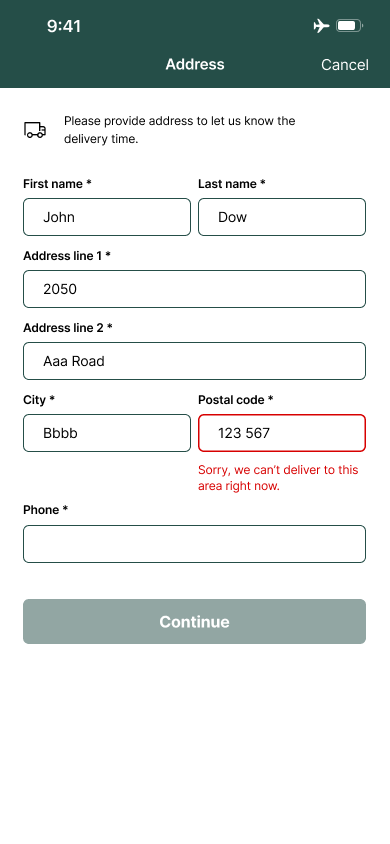 9:41
Address
Cancel
Please provide address to let us know the
delivery time.
First name *
Last name *
John
Dow
Address line 1 *
2050
Address line 2 *
Aaa Road
City *
Postal code *
Bbbb
123 567
Sorry, we can't deliver to this
area right now.
Phone *
Continue